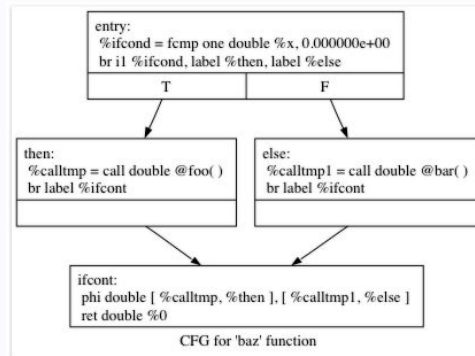 entry:
%ifcond = fcmp one double %x, 0.000000e+00
br i1 %ifcond, label %then, label %else
T
F
then:
%calltmp = call double @foo( )
br label %ifcont
else:
%calltmp1 = call double @bar( )
br label %ifcont
ifcont:
phi double [ %calltmp, %then ], [ %calltmp1, %else ]
ret double %0
CFG for 'baz' function